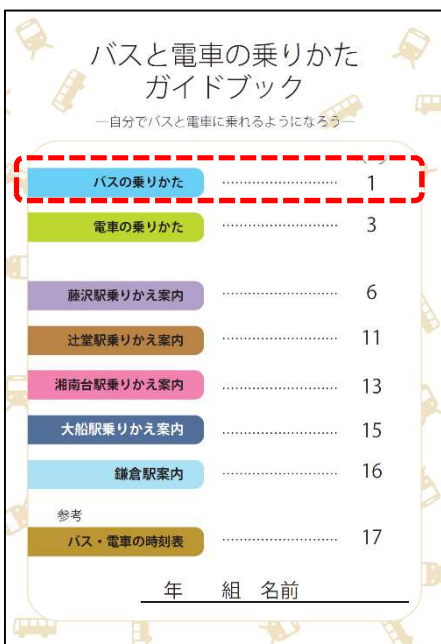 バスと電車の乗りかた
ガイドブック
―自分でバスと電車に乗れるようになろう―
バスの乗りかた ………………………… 1
電車の乗りかた ………………………… 3
藤沢駅乗りかえ案内 ………………………… 6
辻堂駅乗りかえ案内 ………………………… 11
湘南台駅乗りかえ案内 ………………………… 13
大船駅乗りかえ案内 ………………………… 15
鎌倉駅案内 ………………………… 16
参考
バス・電車の時刻表 ………………………… 17
年 組 名前